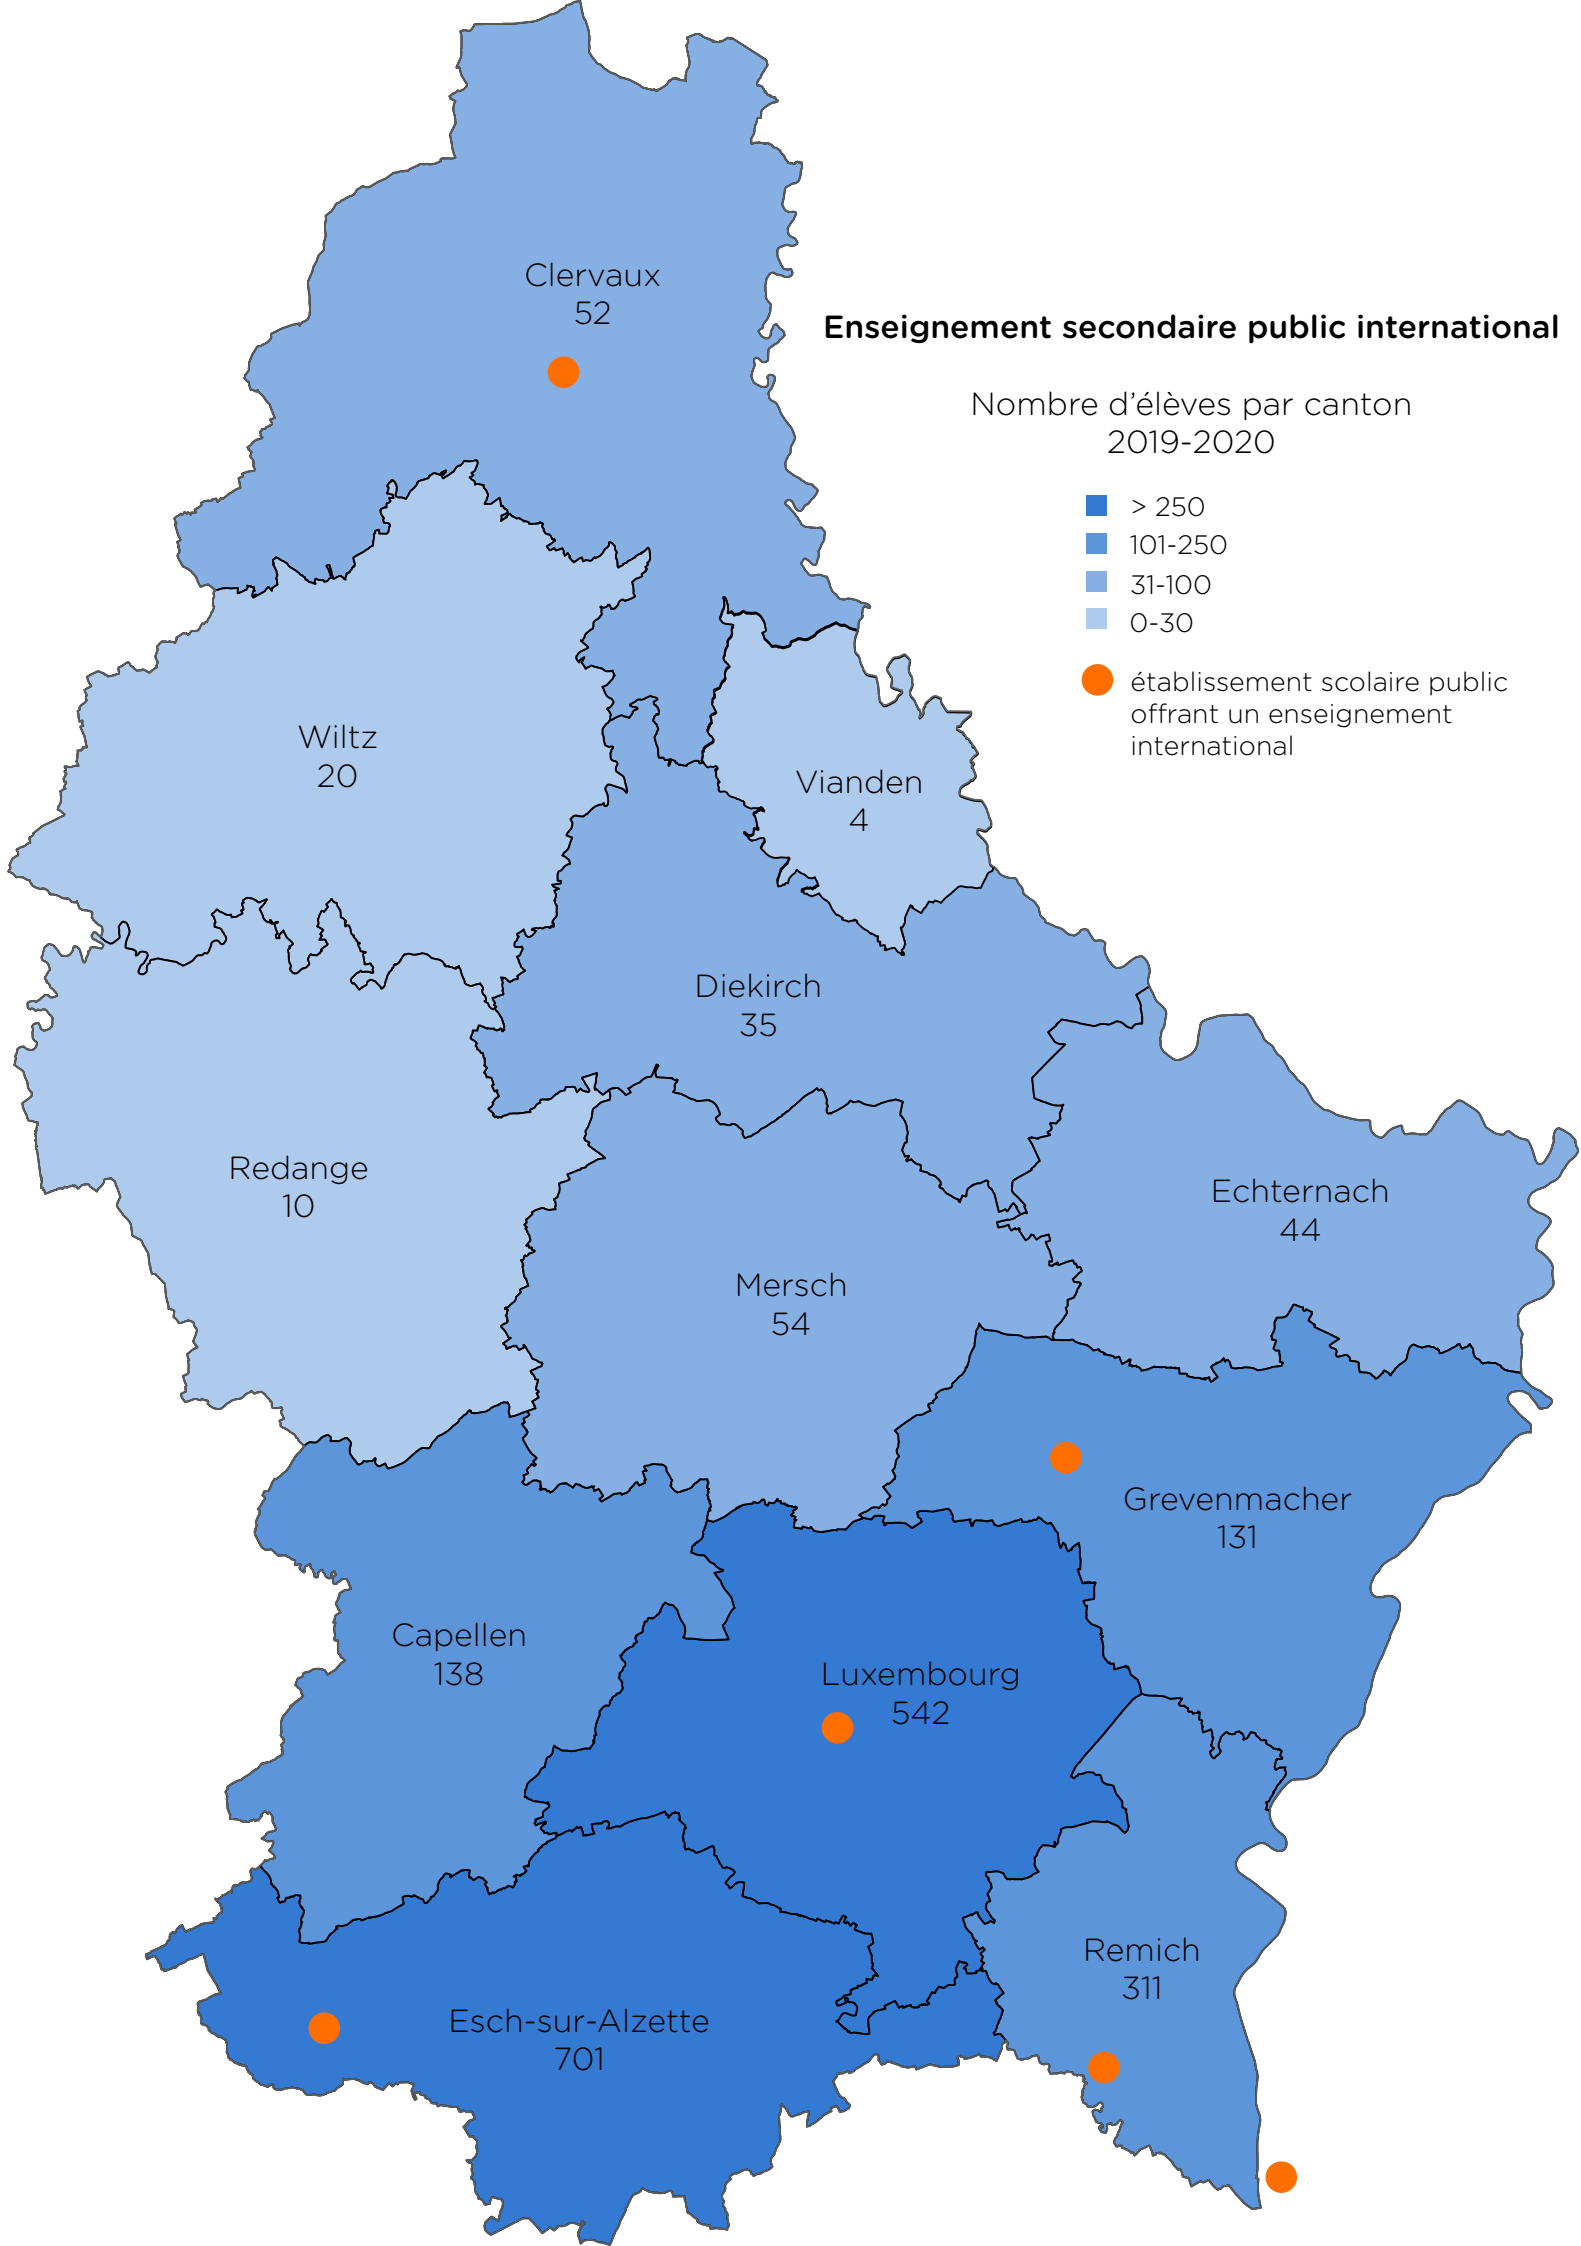 Clervaux
52
Enseignement secondaire public international
Nombre d'élèves par canton
2019-2020
> 250
101-250
31-100
0-30
établissement scolaire public
offrant un enseignement
international
Wiltz
20
Vianden
4
Diekirch
35
Redange
10
Echternach
44
Mersch
54
Grevenmacher
131
Capellen
138
Luxembourg
542
Remich
311
Esch-sur-Alzette
701